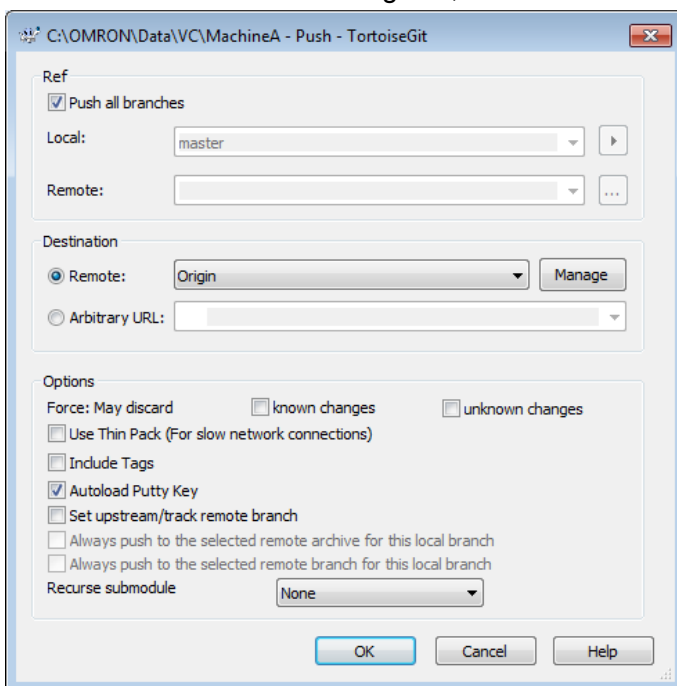 C:\OMRON\Data\VC\MachineA - Push - TortoiseGit
Ref
Push all branches
Local:
master
Remote:
...
Destination
Remote:
Origin
Manage
Arbitrary URL:
Options
Force: May discard
known changes
unknown changes
Use Thin Pack (For slow network connections)
Include Tags
Autoload Putty Key
Set upstream/track remote branch
Always push to the selected remote archive for this local branch
Always push to the selected remote branch for this local branch
Recurse submodule
None
OK
Cancel
Help